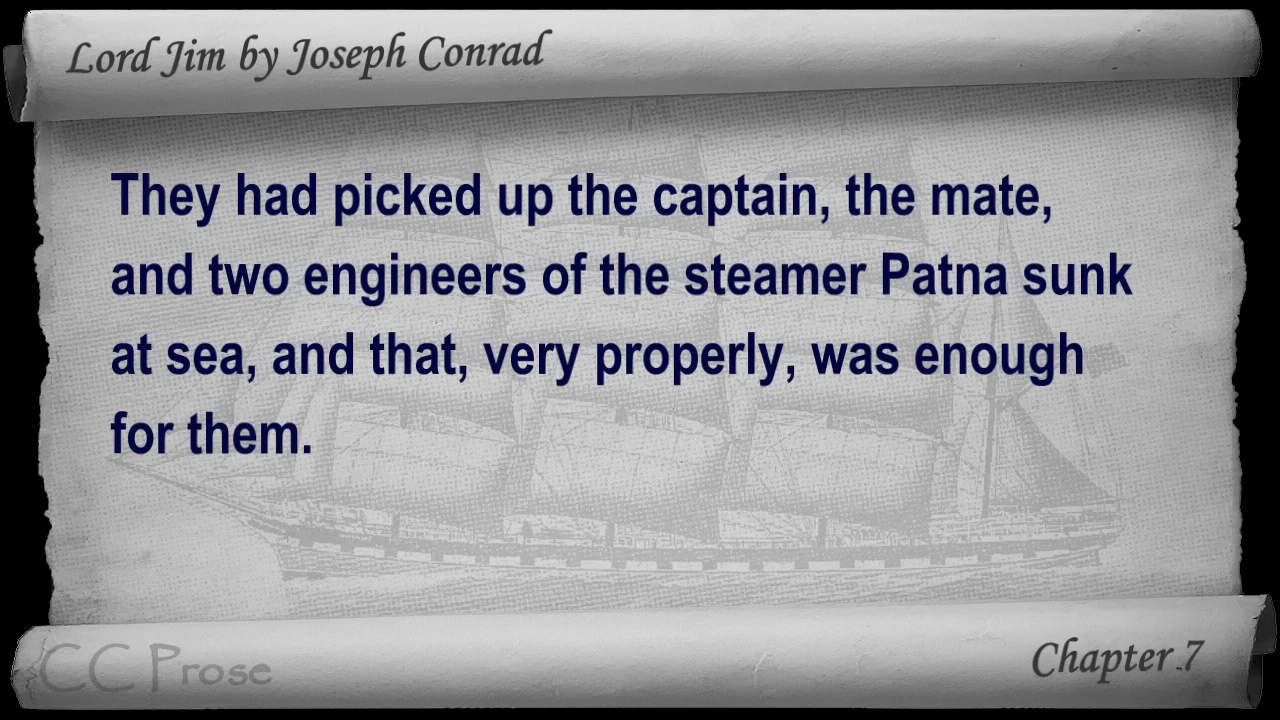 Lord Jim by Joseph Conrad
They had picked up the captain, the mate,
and two engineers of the steamer Patna sunk
at sea, and that, very properly, was enough
for them.
CC Prose
Chapter 7